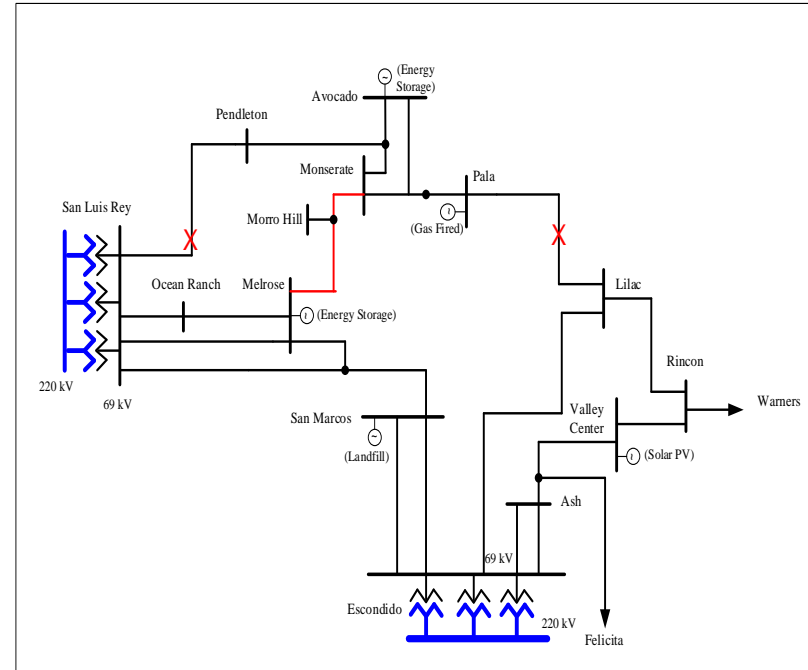 (Energy
Storage)
Avocado
Pendleton
Monserate
Pala
San Luis Rey
Morro Hill
(Gas Fired)
Ocean Ranch
Melrose
Lilac
(Energy Storage)
Rincon
220 kV
69 kV
Valley
Center
Warners
San Marcos
(Landfill)
(Solar PV)
Ash
69 kV
Escondido
220 kV
Felicita